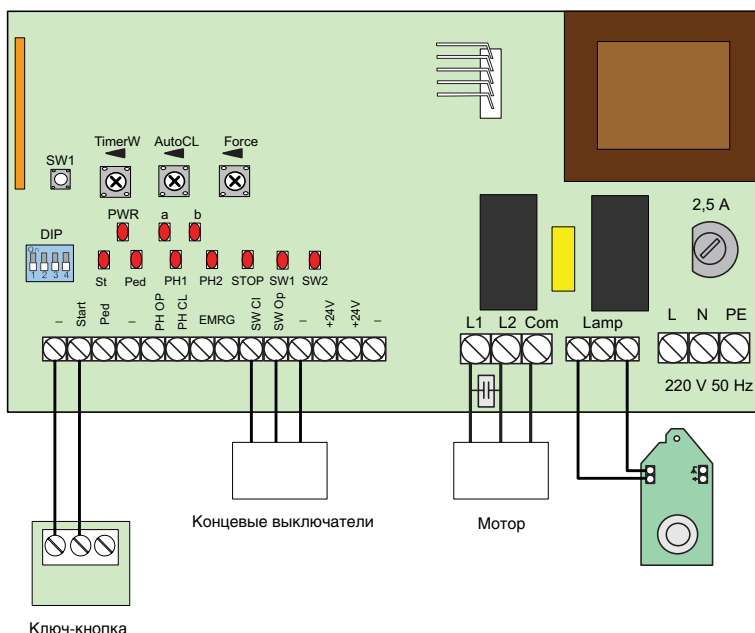 TimerW AutoCL Force
SW1
2,5 A
PWR a b
DIP
On
1 2 3 4
St Ped PH1 PH2 STOP SW1 SW2
– Start Ped – PH OP PH CL EMRG SW Cl SW Op – +24V +24V –
L1 L2 Com Lamp L N PE
220 V 50 Hz
Концевые выключатели
Мотор
Ключ-кнопка